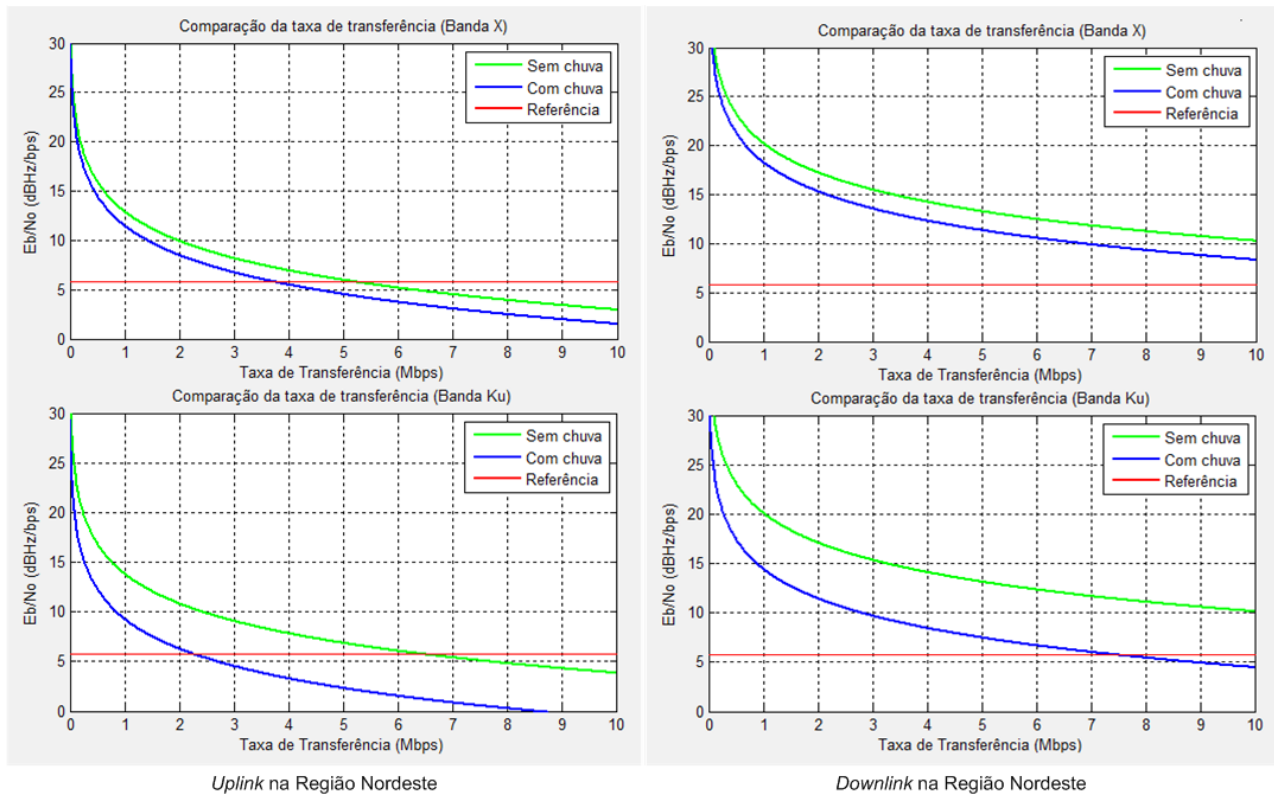 Comparação da taxa de transferência (Banda X)
Eb/No (dBHz/bps)
30
25
20
15
10
5
0
Sem chuva
Com chuva
Referência
0 1 2 3 4 5 6 7 8 9 10
Taxa de Transferência (Mbps)
Comparação da taxa de transferência (Banda X)
Eb/No (dBHz/bps)
30
25
20
15
10
5
0
Sem chuva
Com chuva
Referência
0 1 2 3 4 5 6 7 8 9 10
Taxa de Transferência (Mbps)
Comparação da taxa de transferência (Banda Ku)
Eb/No (dBHz/bps)
30
25
20
15
10
5
0
Sem chuva
Com chuva
Referência
0 1 2 3 4 5 6 7 8 9 10
Taxa de Transferência (Mbps)
Comparação da taxa de transferência (Banda Ku)
Eb/No (dBHz/bps)
30
25
20
15
10
5
0
Sem chuva
Com chuva
Referência
0 1 2 3 4 5 6 7 8 9 10
Taxa de Transferência (Mbps)
Uplink na Região Nordeste
Downlink na Região Nordeste